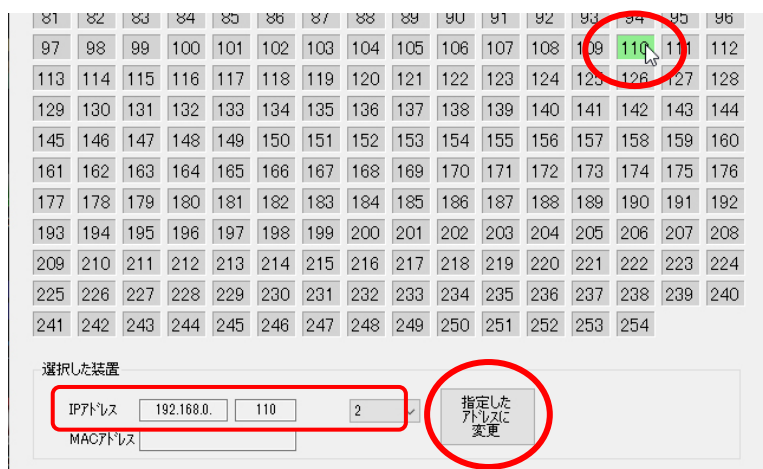 81 82 83 84 85 86 87 88 89 90 91 92 93 94 95 96
97 98 99 100 101 102 103 104 105 106 107 108 109 110 111 112
113 114 115 116 117 118 119 120 121 122 123 124 125 126 127 128
129 130 131 132 133 134 135 136 137 138 139 140 141 142 143 144
145 146 147 148 149 150 151 152 153 154 155 156 157 158 159 160
161 162 163 164 165 166 167 168 169 170 171 172 173 174 175 176
177 178 179 180 181 182 183 184 185 186 187 188 189 190 191 192
193 194 195 196 197 198 199 200 201 202 203 204 205 206 207 208
209 210 211 212 213 214 215 216 217 218 219 220 221 222 223 224
225 226 227 228 229 230 231 232 233 234 235 236 237 238 239 240
241 242 243 244 245 246 247 248 249 250 251 252 253 254
選択した装置
IPｱﾄﾞﾚｽ 192.168.0. 110 2
MACｱﾄﾞﾚｽ
指定した
ｱﾄﾞﾚｽに
変更